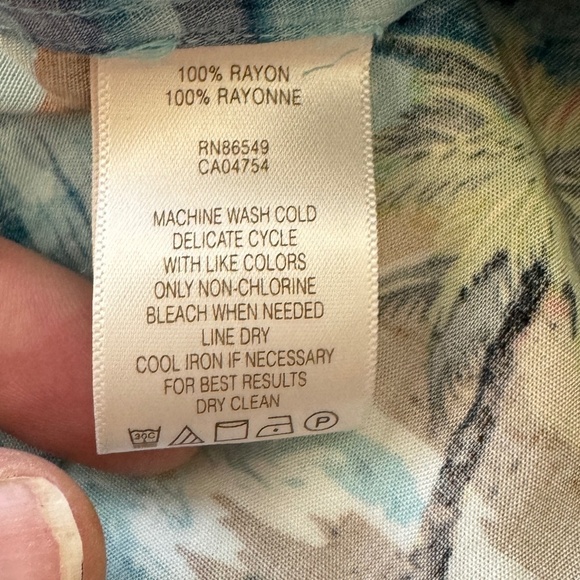 100% RAYON
100% RAYONNE
RN86549
CA04754
MACHINE WASH COLD
DELICATE CYCLE
WITH LIKE COLORS
ONLY NON-CHLORINE
BLEACH WHEN NEEDED
LINE DRY
COOL IRON IF NECESSARY
FOR BEST RESULTS
DRY CLEAN
30C P